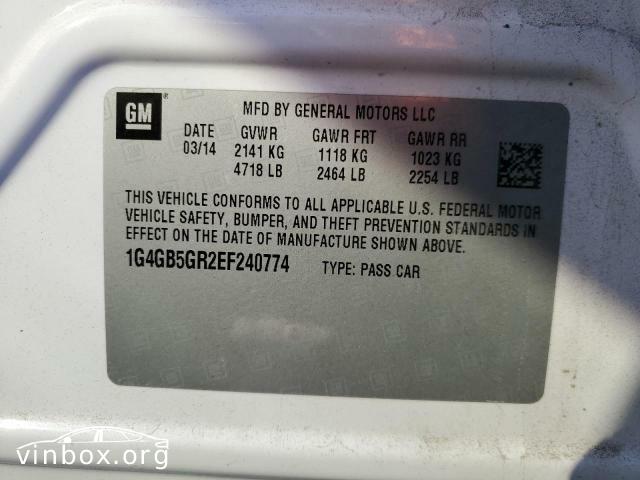 GM ®
MFD BY GENERAL MOTORS LLC
DATE GVWR GAWR FRT GAWR RR
03/14 2141 KG 1118 KG 1023 KG
4718 LB 2464 LB 2254 LB
THIS VEHICLE CONFORMS TO ALL APPLICABLE U.S. FEDERAL MOTOR
VEHICLE SAFETY, BUMPER, AND THEFT PREVENTION STANDARDS IN
EFFECT ON THE DATE OF MANUFACTURE SHOWN ABOVE.
1G4GB5GR2EF240774 TYPE: PASS CAR
vinbox.org